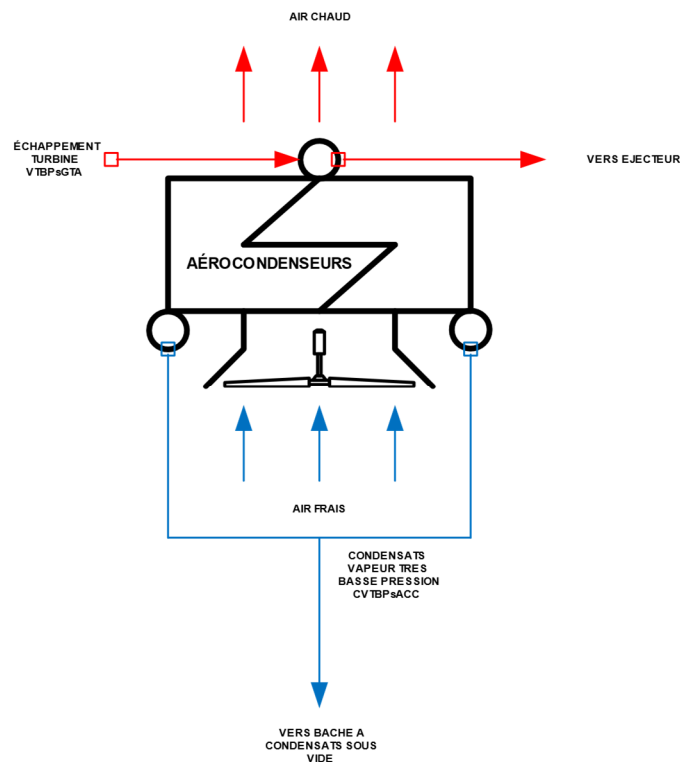 AIR CHAUD
ÉCHAPPEMENT
TURBINE
VTBPsGTA
VERS EJECTEUR
AÉROCONDENSEURS
AIR FRAIS
CONDENSATS
VAPEUR TRES
BASSE PRESSION
CVTBPsACC
VERS BACHE A
CONDENSATS SOUS
VIDE